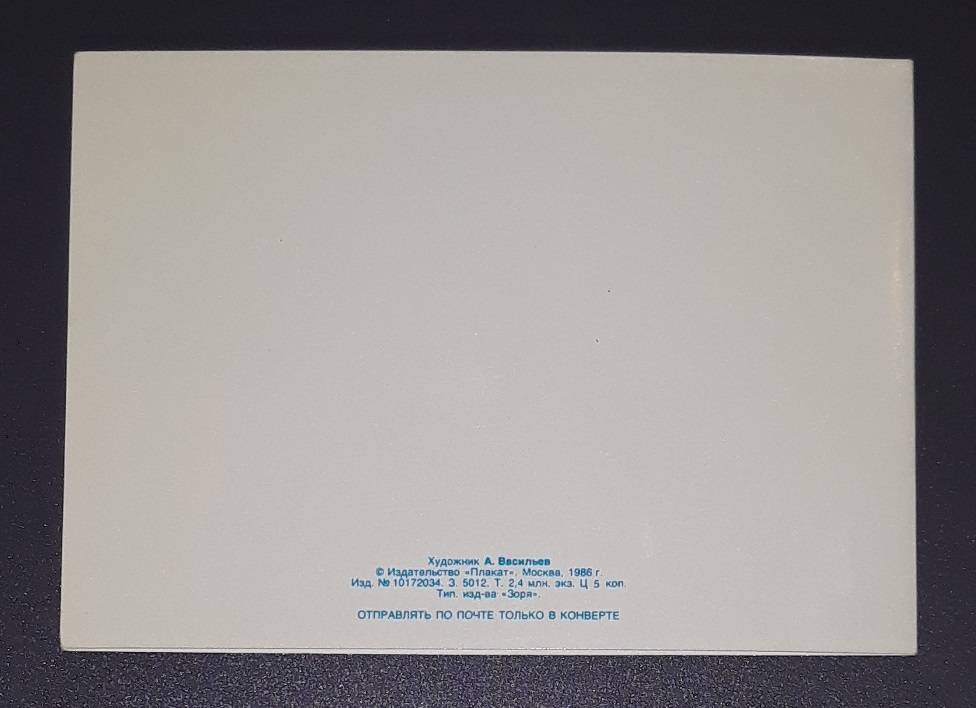 Художник А. Васильев
© Издательство «Плакат». Москва, 1986 г.
Изд. № 10172034. З. 5012. Т. 2,4 млн. экз. Ц 5 коп.
Тип. изд-ва «Зоря».
ОТПРАВЛЯТЬ ПО ПОЧТЕ ТОЛЬКО В КОНВЕРТЕ